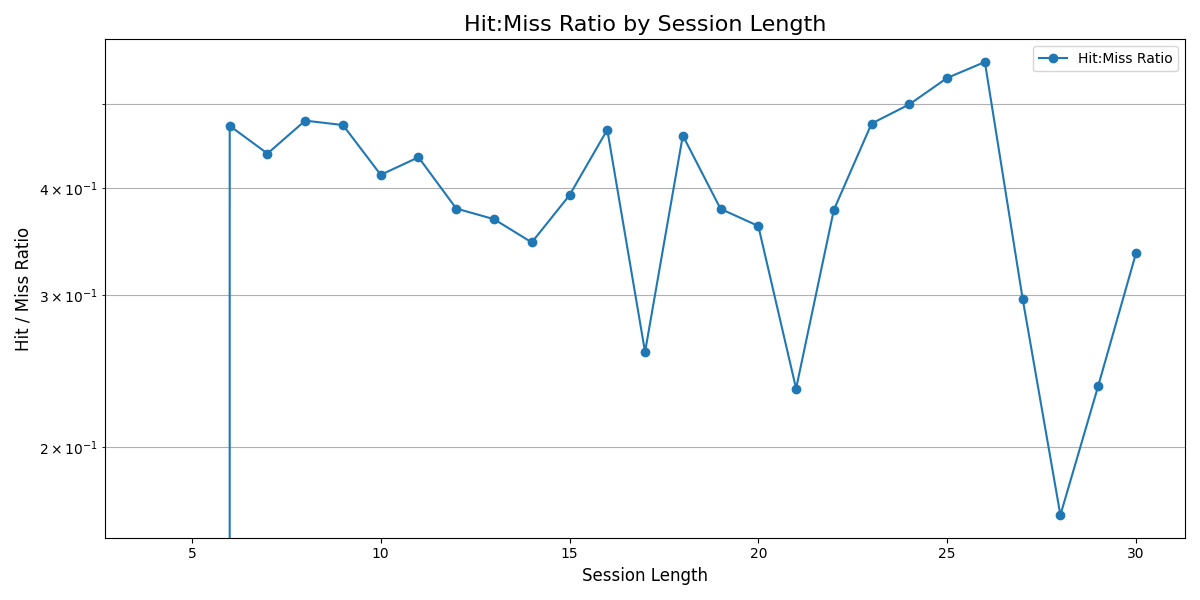 Hit:Miss Ratio by Session Length
Hit:Miss Ratio
Hit / Miss Ratio
4 × 10⁻¹
3 × 10⁻¹
2 × 10⁻¹
5 10 15 20 25 30
Session Length